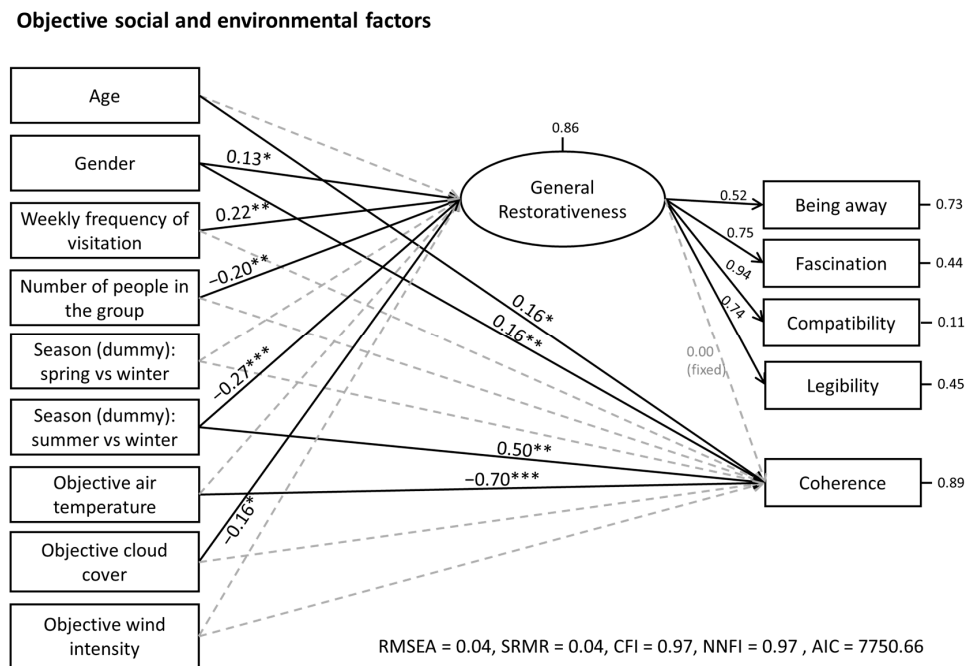 Objective social and environmental factors
Age
Gender
Weekly frequency of
visitation
Number of people in
the group
Season (dummy):
spring vs winter
Season (dummy):
summer vs winter
Objective air
temperature
Objective cloud
cover
Objective wind
intensity
0.13*
0.22**
−0.20**
−0.27***
−0.16*
0.86
General
Restorativeness
0.16*
0.16**
0.50**
−0.70***
0.00
(fixed)
0.52
0.75
0.94
0.74
Being away
0.73
Fascination
0.44
Compatibility
0.11
Legibility
0.45
Coherence
0.89
RMSEA = 0.04, SRMR = 0.04, CFI = 0.97, NNFI = 0.97 , AIC = 7750.66